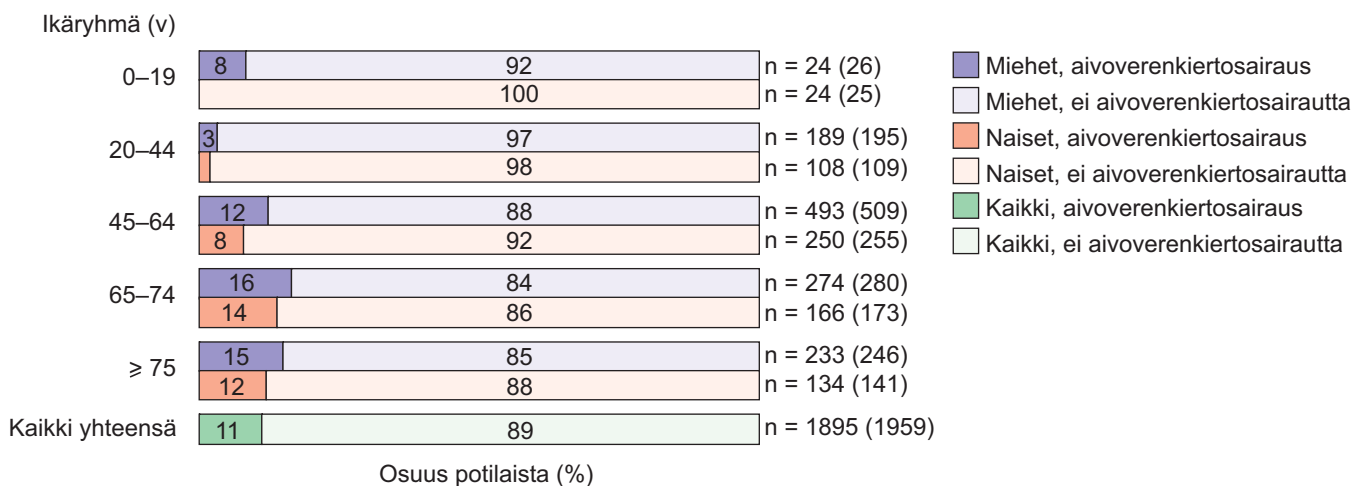 Ikäryhmä (v)
0–19
8 92 n = 24 (26)
100 n = 24 (25)
20–44
3 97 n = 189 (195)
98 n = 108 (109)
45–64
12 88 n = 493 (509)
8 92 n = 250 (255)
65–74
16 84 n = 274 (280)
14 86 n = 166 (173)
⩾ 75
15 85 n = 233 (246)
12 88 n = 134 (141)
Kaikki yhteensä 11 89 n = 1895 (1959)
Osuus potilaista (%)
Miehet, aivoverenkiertosairaus
Miehet, ei aivoverenkiertosairautta
Naiset, aivoverenkiertosairaus
Naiset, ei aivoverenkiertosairautta
Kaikki, aivoverenkiertosairaus
Kaikki, ei aivoverenkiertosairautta